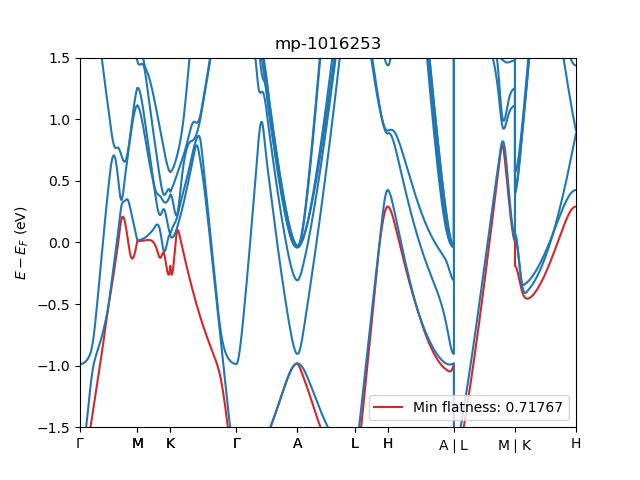 mp-1016253
1.5
1.0
0.5
0.0
−0.5
−1.0
−1.5
E − E_F (eV)
Min flatness: 0.71767
Γ M K Γ A L H A | L M | K H